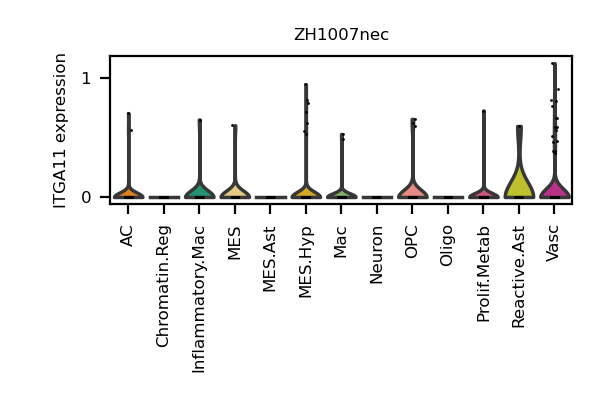 ZH1007nec
ITGA11 expression
1
0
AC
Chromatin.Reg
Inflammatory.Mac
MES
MES.Ast
MES.Hyp
Mac
Neuron
OPC
Oligo
Prolif.Metab
Reactive.Ast
Vasc